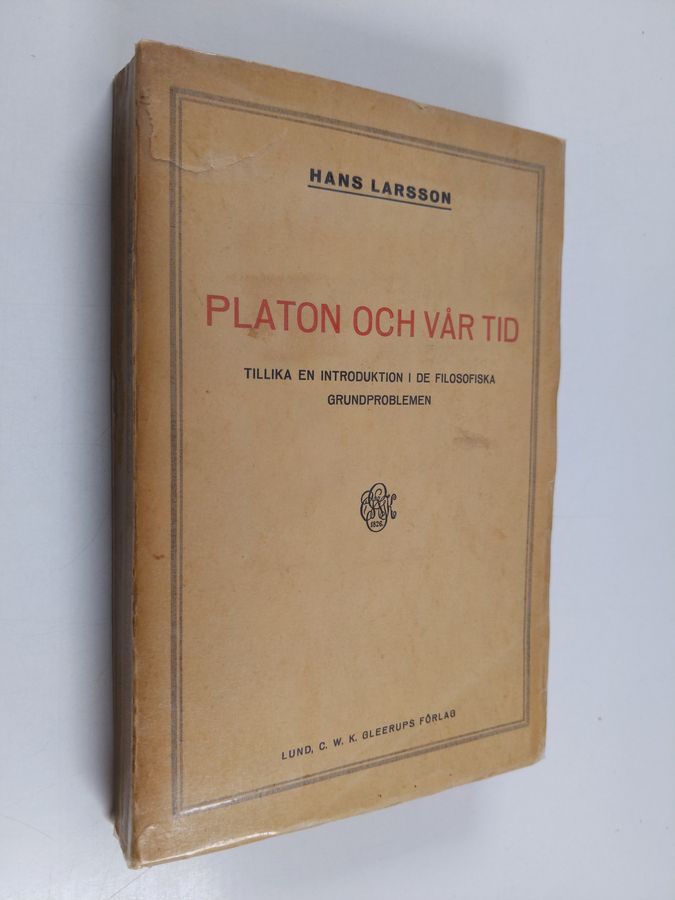 HANS LARSSON
PLATON OCH VÅR TID
TILLIKA EN INTRODUKTION I DE FILOSOFISKA
GRUNDPROBLEMEN
1826
LUND, C. W. K. GLEERUPS FÖRLAG